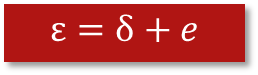 ε = δ + e